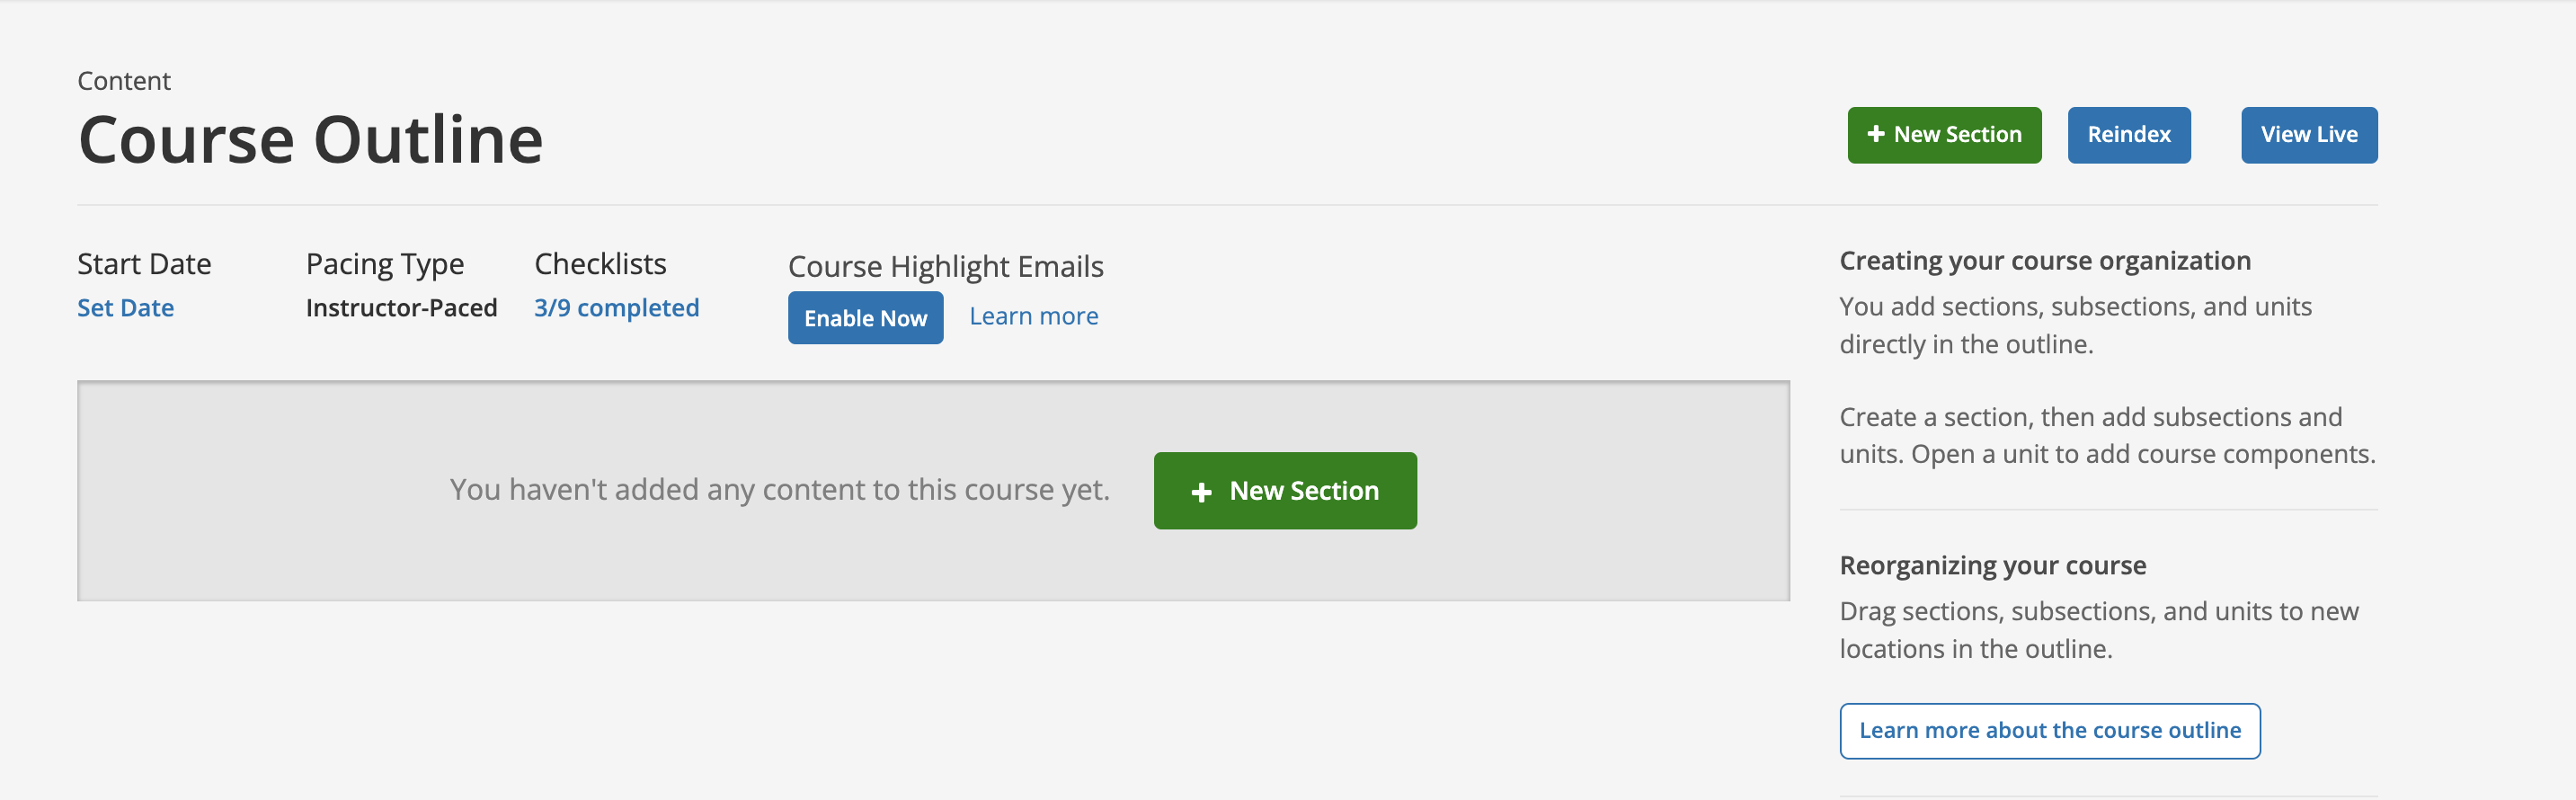 Content
Course Outline
New Section
Reindex
View Live
Start Date
Set Date
Pacing Type
Instructor-Paced
Checklists
3/9 completed
Course Highlight Emails
Enable Now
Learn more
You haven't added any content to this course yet.
New Section
Creating your course organization
You add sections, subsections, and units
directly in the outline.
Create a section, then add subsections and
units. Open a unit to add course components.
Reorganizing your course
Drag sections, subsections, and units to new
locations in the outline.
Learn more about the course outline